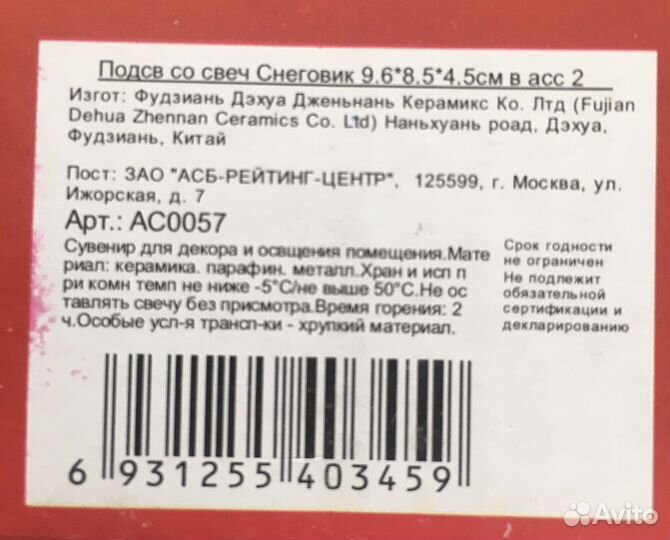 Подсв со свеч Снеговик 9.6*8.5*4.5см в асс 2
Изгот: Фудзиань Дэхуа Дженьнань Керамикс Ко. Лтд (Fujian
Dehua Zhennan Ceramics Co. Ltd) Наньхуань роад, Дэхуа,
Фудзиань, Китай
Пост: ЗАО "АСБ-РЕЙТИНГ-ЦЕНТР", 125599, г. Москва, ул.
Ижорская, д. 7
Арт.: AC0057
Сувенир для декора и освщения помещения.Мате
риал: керамика. парафин. металл.Хран и исп п
ри комн темп не ниже -5°C/не выше 50°C.Не ос
тавлять свечу без присмотра.Время горения: 2
ч.Особые усл-я трансп-ки - хрупкий материал.
Срок годности
не ограничен
Не подлежит
обязательной
сертификации и
декларированию
6 931255 403459
Avito